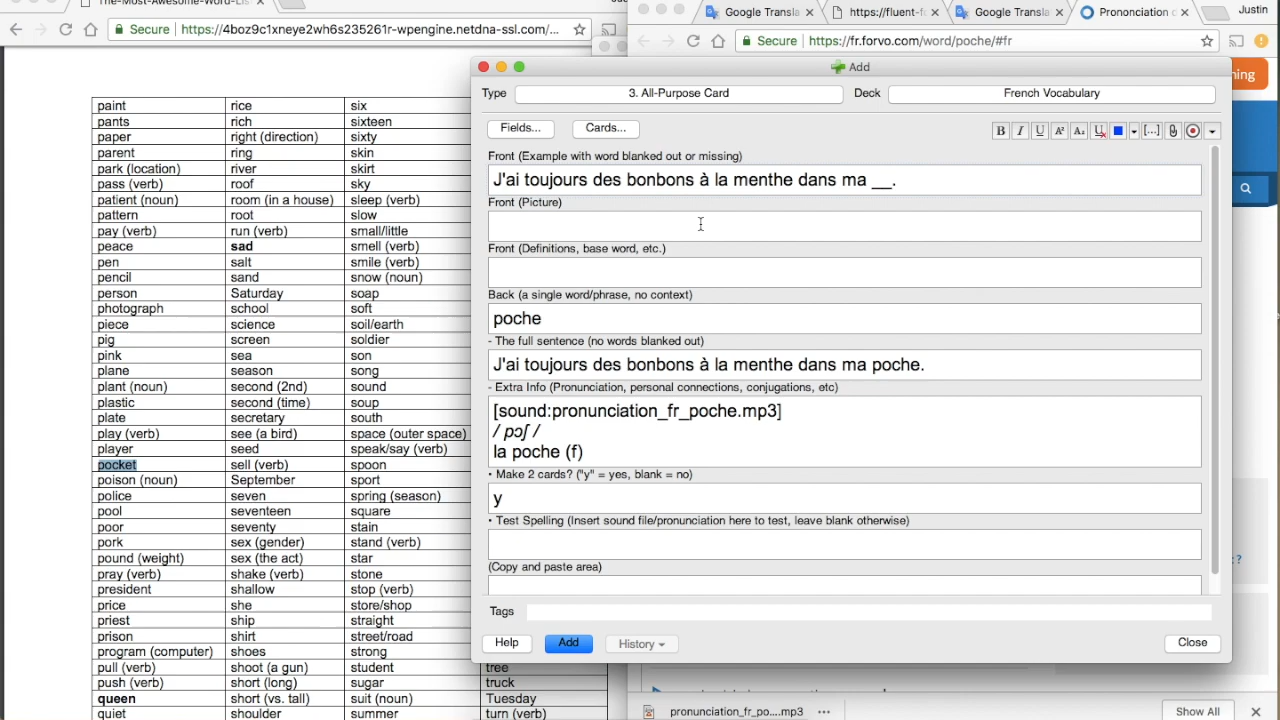 The-Most-Awesome-Word-Lis
Secure
https://4boz9c1xneye2wh6s235261r-wpengine.netdna-ssl.com/...
paint rice six
pants rich sixteen
paper right (direction) sixty
parent ring skin
park (location) river skirt
pass (verb) roof sky
patient (noun) room (in a house) sleep (verb)
pattern root slow
pay (verb) run (verb) small/little
peace sad smell (verb)
pen salt smile (verb)
pencil sand snow (noun)
person Saturday soap
photograph school soft
piece science soil/earth
pig screen soldier
pink sea son
plane season song
plant (noun) second (2nd) sound
plastic second (time) soup
plate secretary south
play (verb) see (a bird) space (outer space)
player seed speak/say (verb)
pocket sell (verb) spoon
poison (noun) September sport
police seven spring (season)
pool seventeen square
poor seventy stain
pork sex (gender) stand (verb)
pound (weight) sex (the act) star
pray (verb) shake (verb) stone
president shallow stop (verb)
price she store/shop
priest ship straight
prison shirt street/road
program (computer) shoes strong
pull (verb) shoot (a gun) student tree
push (verb) short (long) sugar truck
queen short (vs. tall) suit (noun) Tuesday
quiet shoulder summer turn (verb)
Google Transla
https://fluent-f
Google Transla
Pronunciation c
Justin
Secure
https://fr.forvo.com/word/poche/#fr
ning
Add
Type 3. All-Purpose Card Deck French Vocabulary
Fields... Cards...
B I U A² A₂ U [...]
Front (Example with word blanked out or missing)
J'ai toujours des bonbons à la menthe dans ma __.
Front (Picture)
Front (Definitions, base word, etc.)
Back (a single word/phrase, no context)
poche
- The full sentence (no words blanked out)
J'ai toujours des bonbons à la menthe dans ma poche.
- Extra Info (Pronunciation, personal connections, conjugations, etc)
[sound:pronunciation_fr_poche.mp3]
/ pɔʃ /
la poche (f)
• Make 2 cards? ("y" = yes, blank = no)
y
• Test Spelling (Insert sound file/pronunciation here to test, leave blank otherwise)
(Copy and paste area)
Tags
Help Add History Close
?
pronunciation_fr_po....mp3
Show All